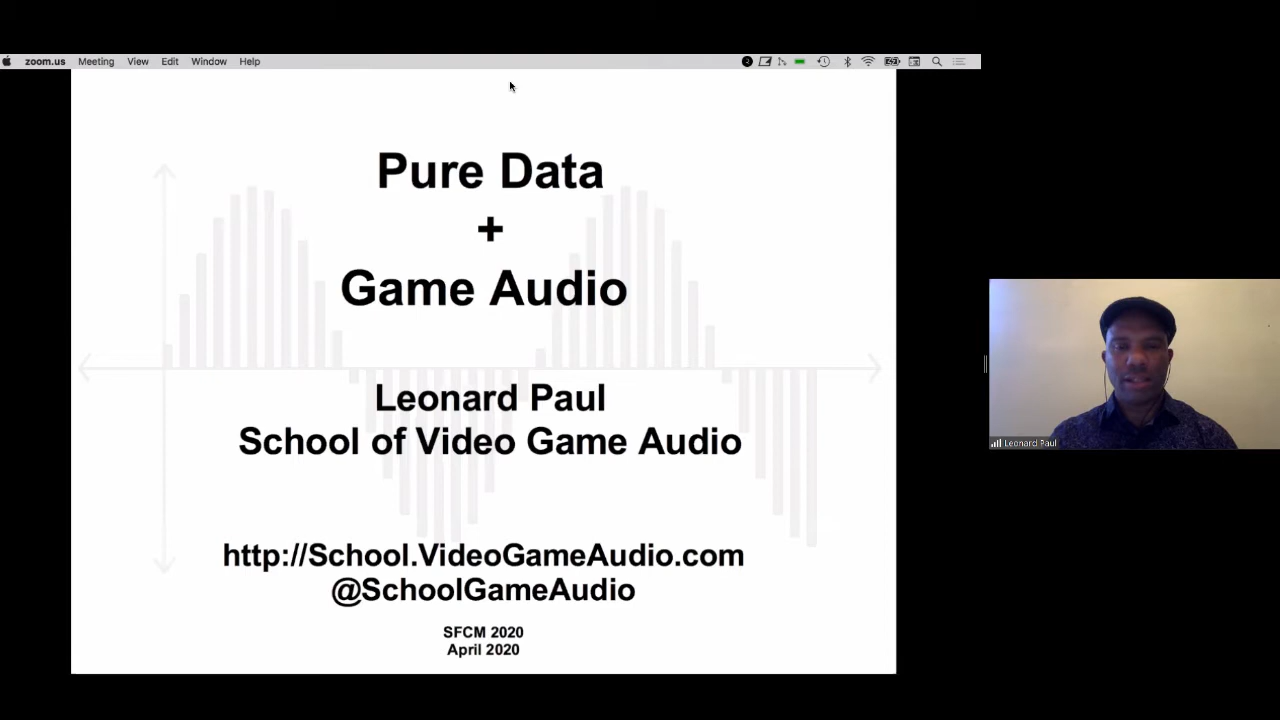 zoom.us Meeting View Edit Window Help
Pure Data
+
Game Audio
Leonard Paul
School of Video Game Audio
http://School.VideoGameAudio.com
@SchoolGameAudio
SFCM 2020
April 2020
Leonard Paul